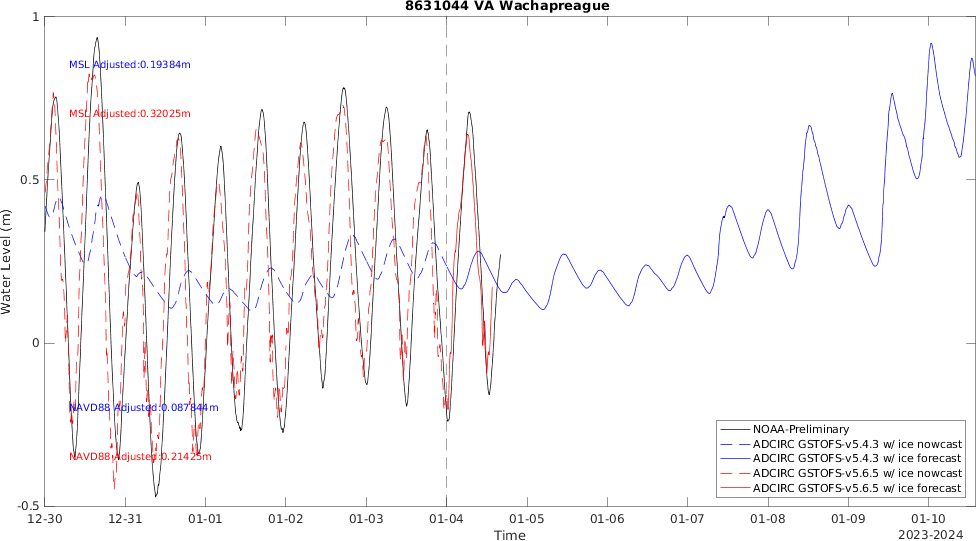 8631044 VA Wachapreague
Water Level (m)
1
0.5
0
-0.5
MSL Adjusted:0.19384m
MSL Adjusted:0.32025m
NAVD88 Adjusted:0.087844m
NAVD88 Adjusted:0.21425m
NOAA-Preliminary
ADCIRC GSTOFS-v5.4.3 w/ ice nowcast
ADCIRC GSTOFS-v5.4.3 w/ ice forecast
ADCIRC GSTOFS-v5.6.5 w/ ice nowcast
ADCIRC GSTOFS-v5.6.5 w/ ice forecast
12-30 12-31 01-01 01-02 01-03 01-04 01-05 01-06 01-07 01-08 01-09 01-10
Time
2023-2024